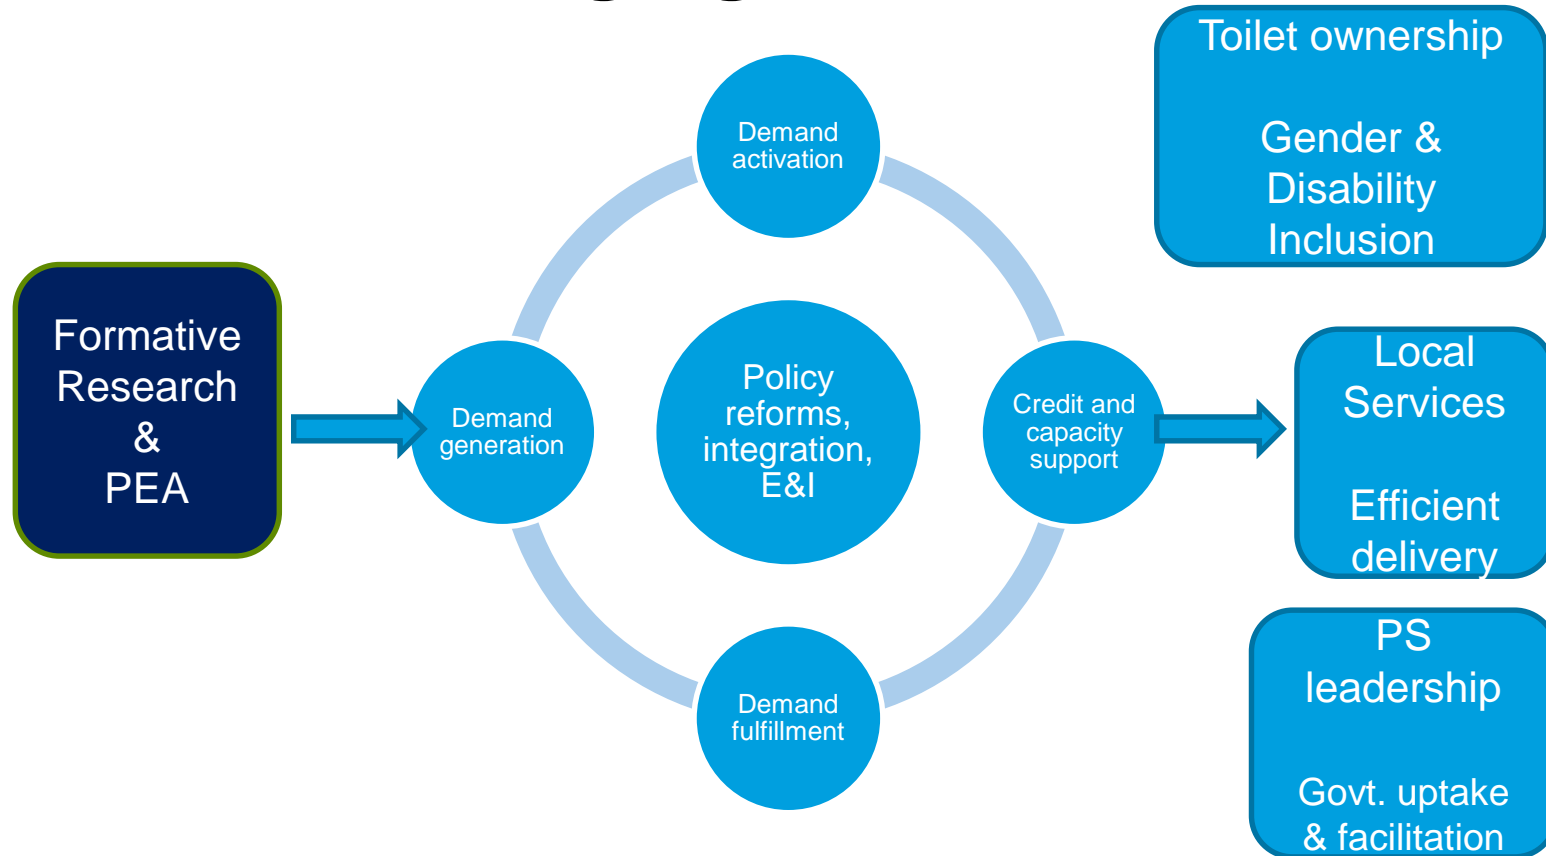 Formative
Research
&
PEA
Demand
generation
Demand
activation
Policy
reforms,
integration,
E&I
Credit and
capacity
support
Demand
fulfillment
Toilet ownership
Gender &
Disability
Inclusion
Local
Services
Efficient
delivery
PS
leadership
Govt. uptake
& facilitation